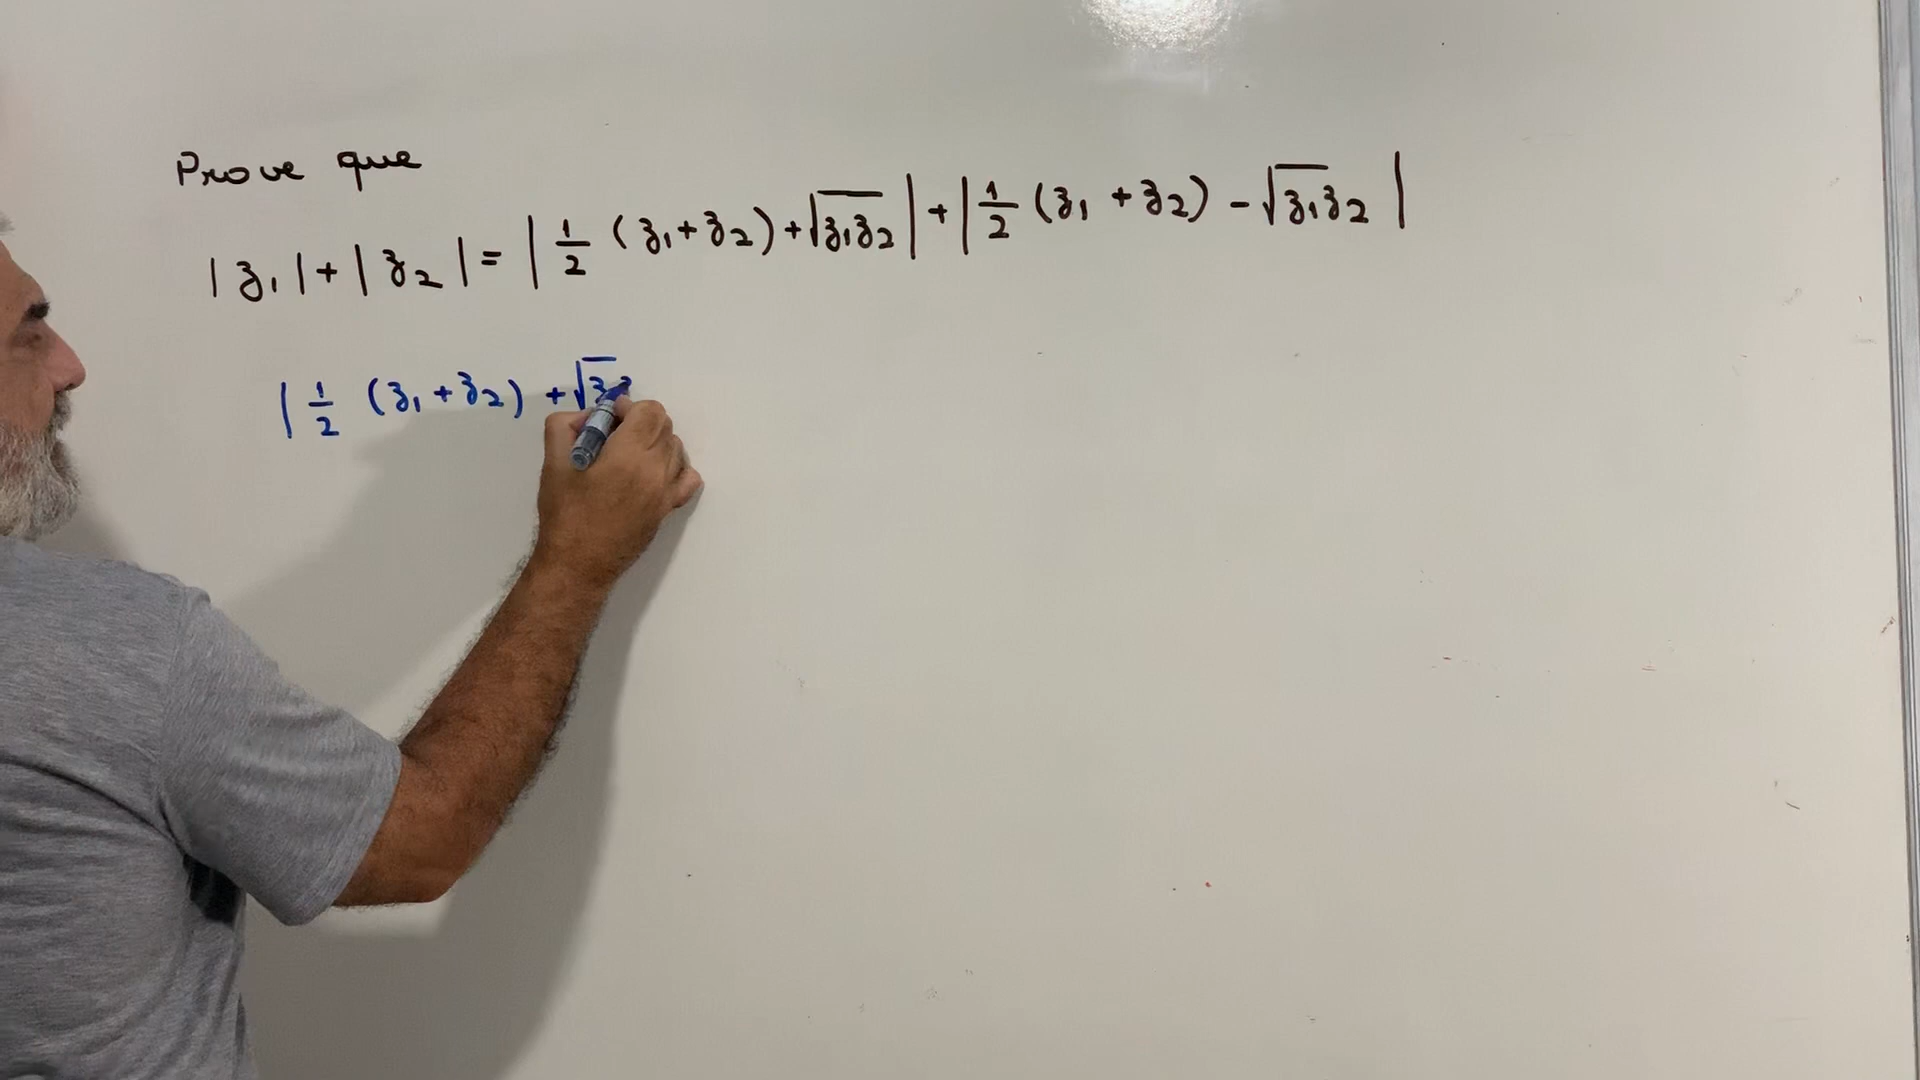 Prove que
|z₁|+|z₂|=|1/2 (z₁+z₂)+√z₁z₂|+|1/2 (z₁+z₂)-√z₁z₂|
|1/2 (z₁+z₂) +√z